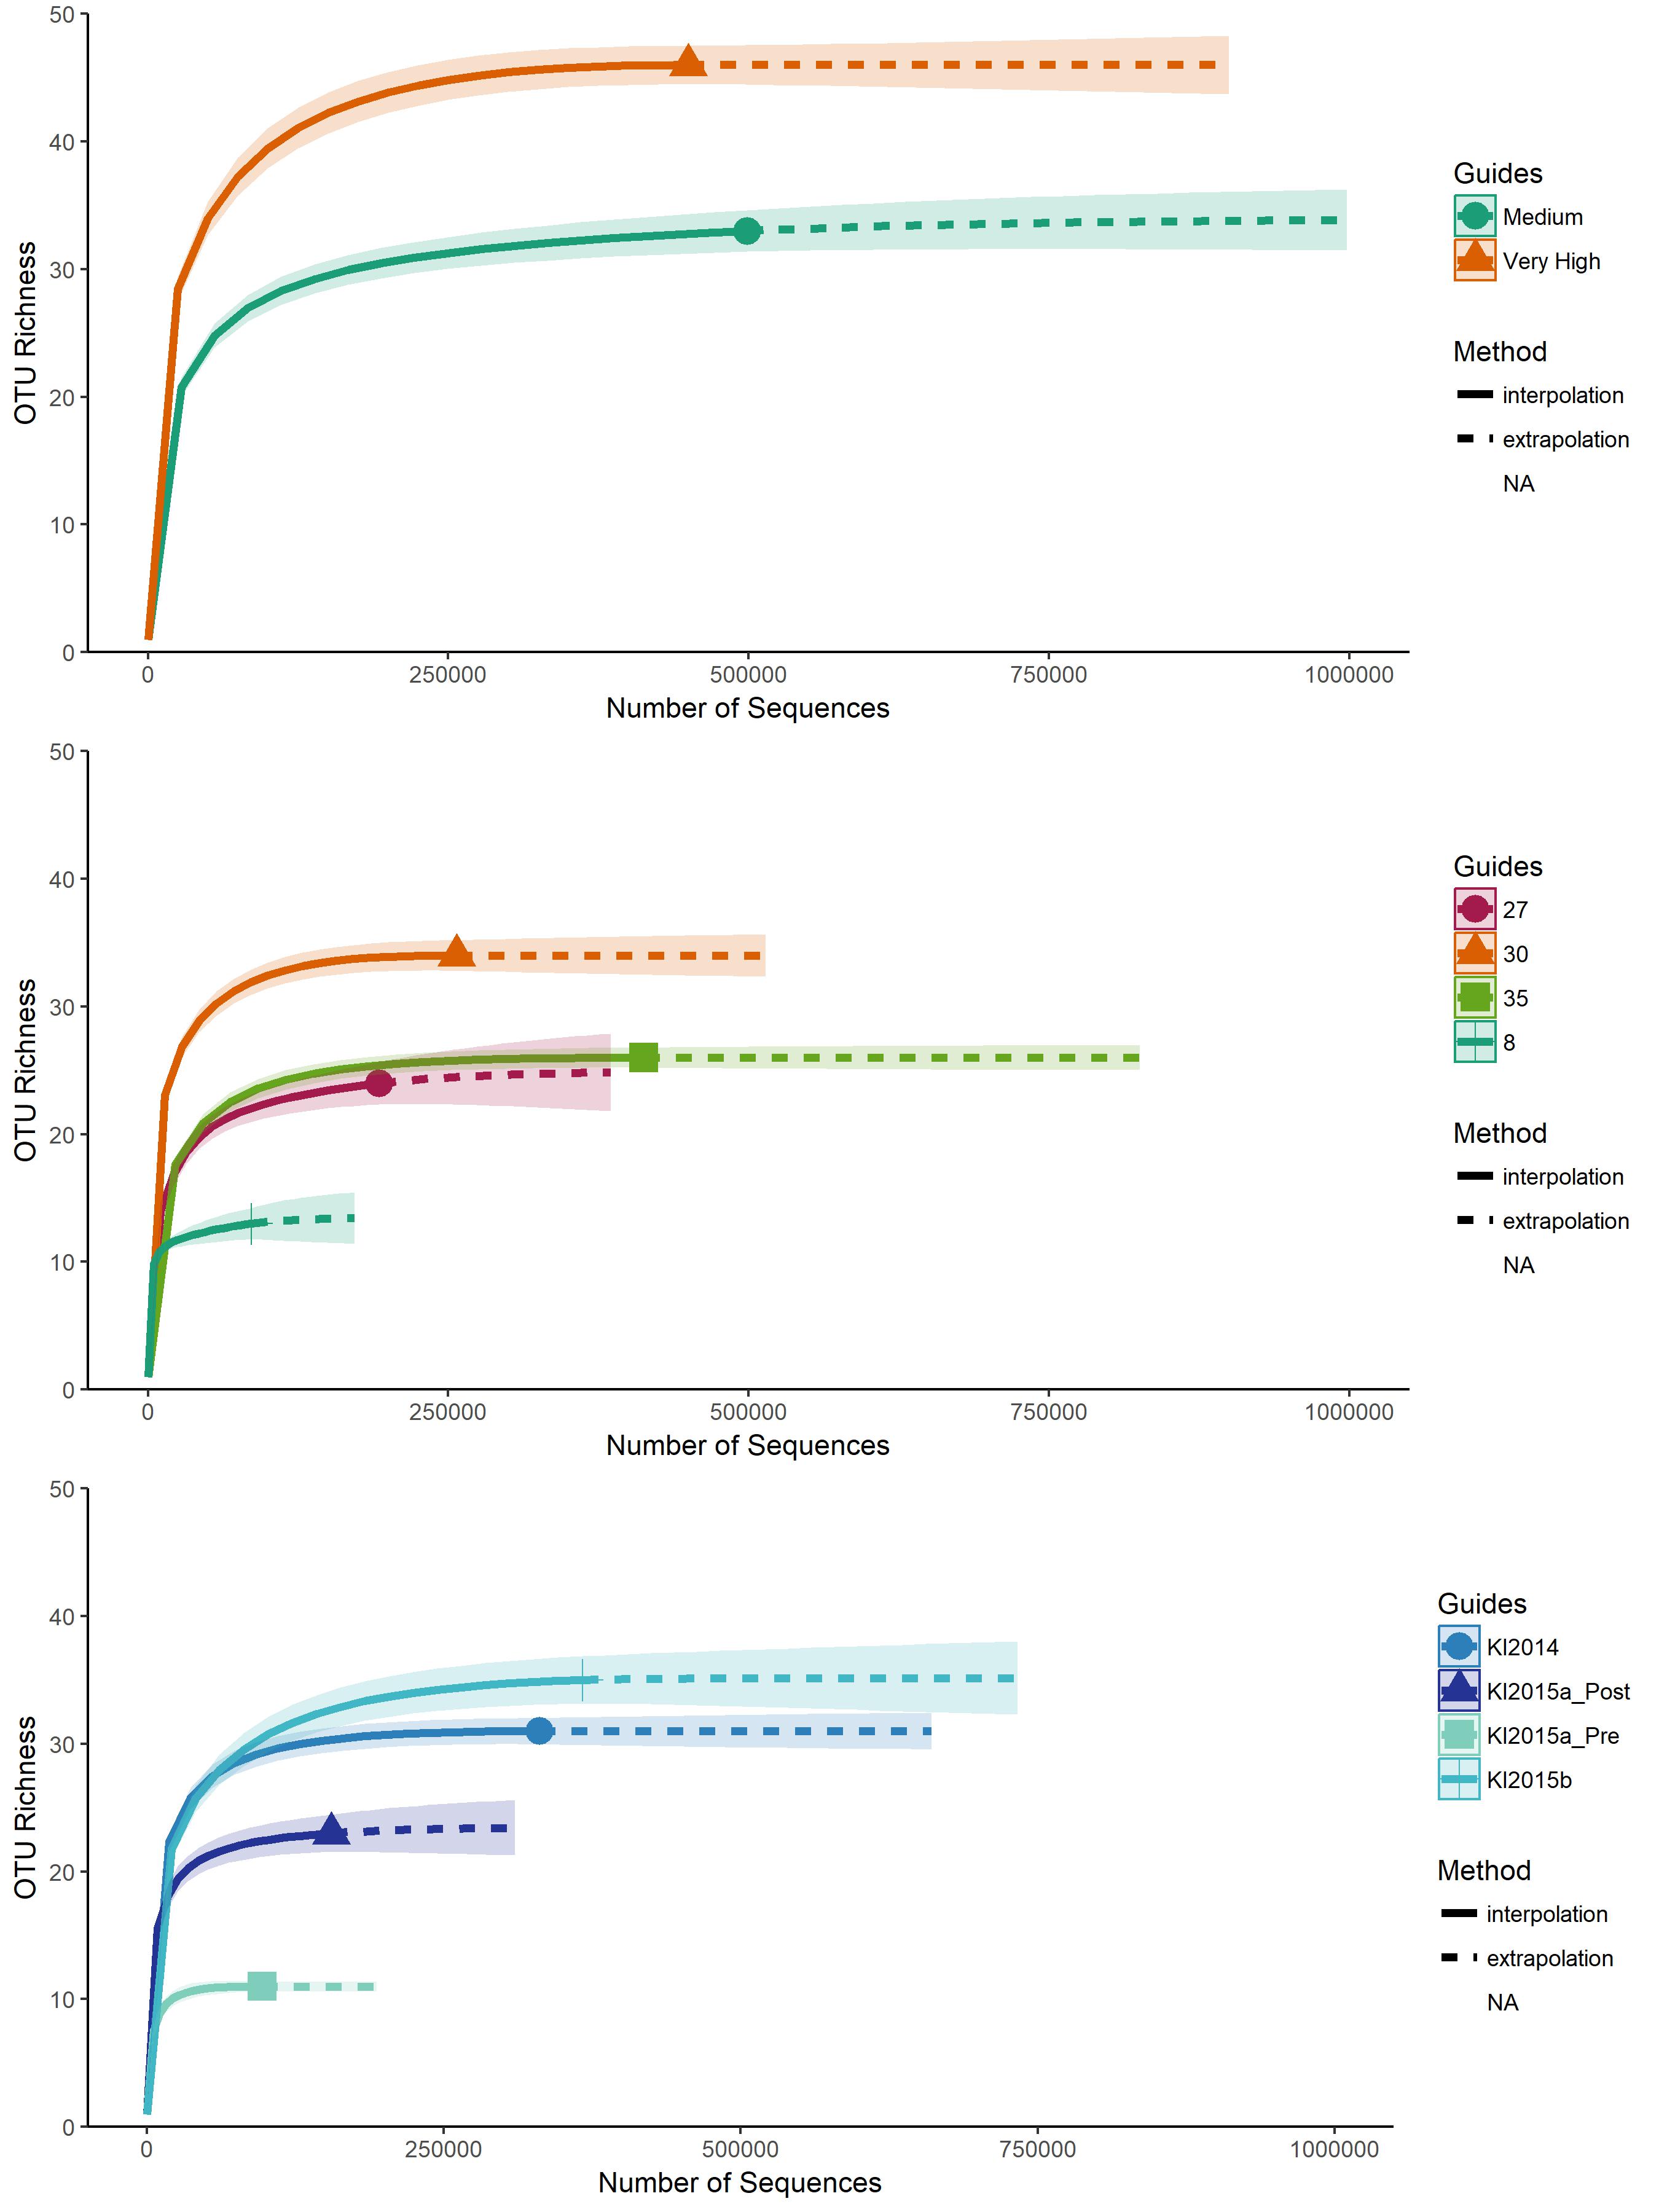 50
40
30
20
10
0
OTU Richness
0 250000 500000 750000 1000000
Number of Sequences
Guides
Medium
Very High
Method
interpolation
extrapolation
NA
50
40
30
20
10
0
OTU Richness
0 250000 500000 750000 1000000
Number of Sequences
Guides
27
30
35
8
Method
interpolation
extrapolation
NA
50
40
30
20
10
0
OTU Richness
0 250000 500000 750000 1000000
Number of Sequences
Guides
KI2014
KI2015a_Post
KI2015a_Pre
KI2015b
Method
interpolation
extrapolation
NA